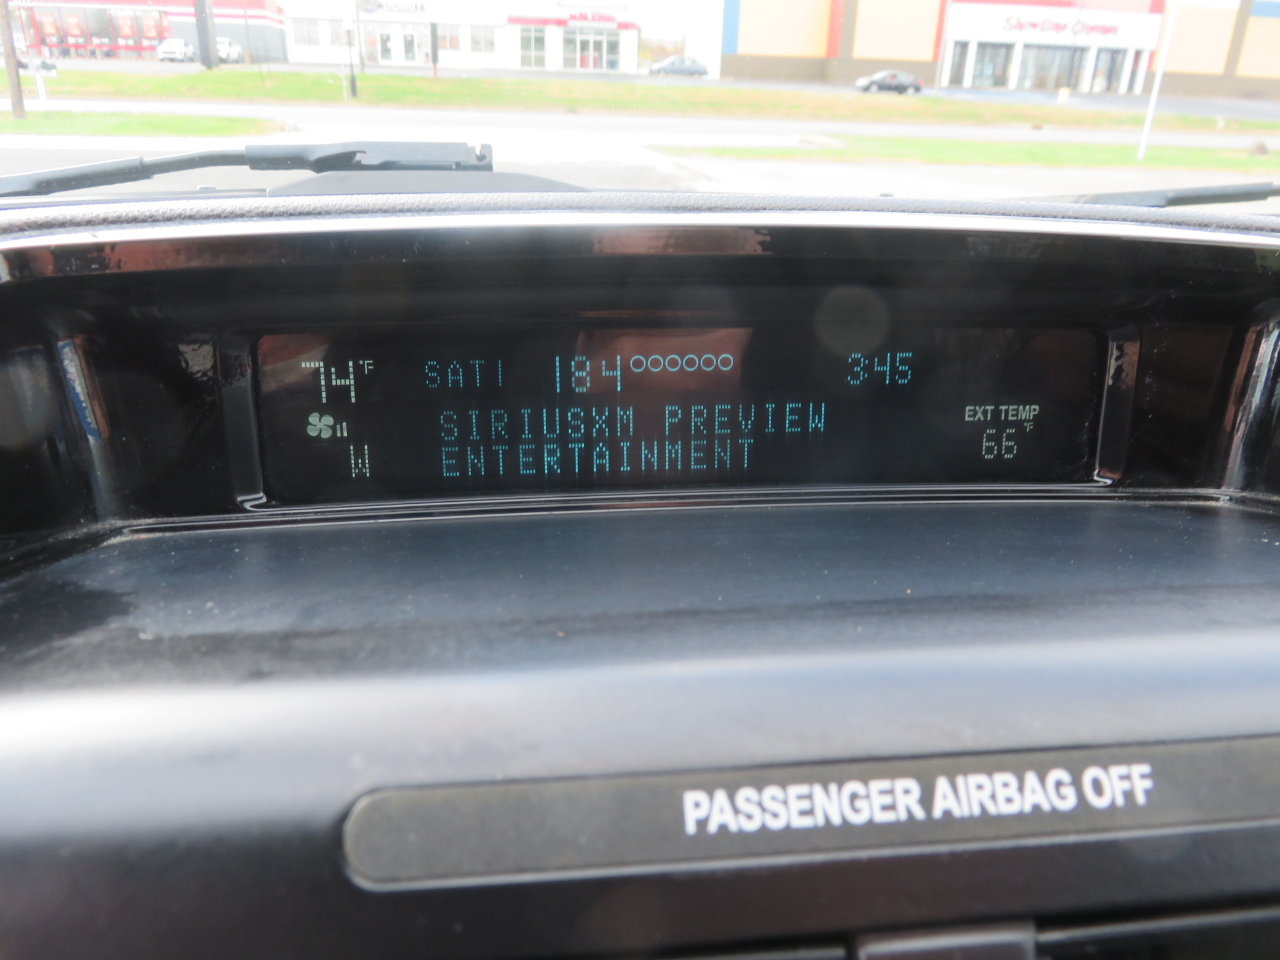 74°F SAT1 184 3:45
SIRIUSXM PREVIEW
EXT TEMP
W ENTERTAINMENT 66°F
PASSENGER AIRBAG OFF